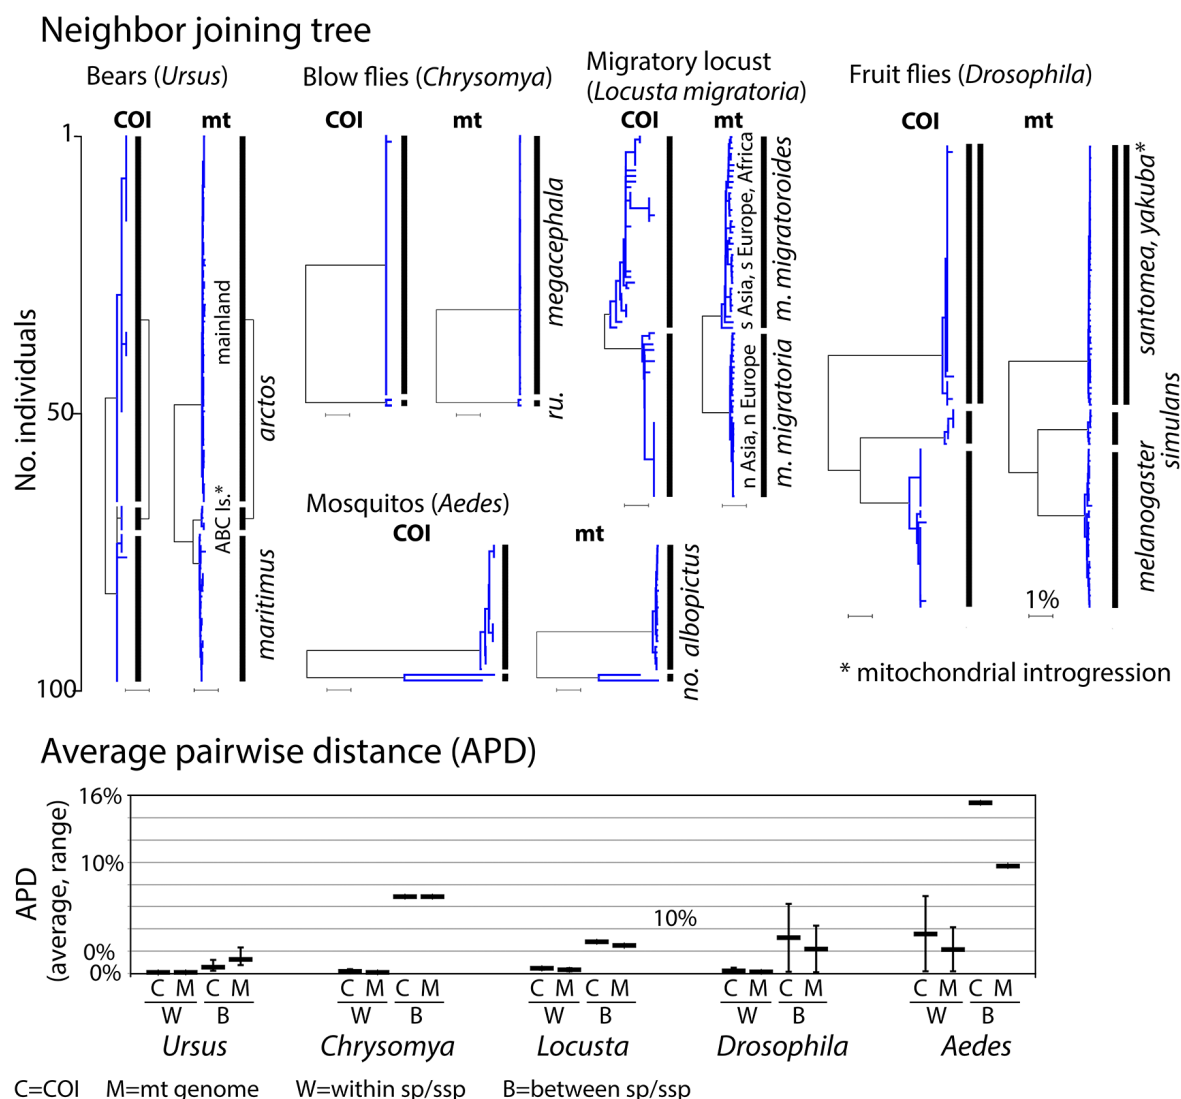 Neighbor joining tree
Bears (Ursus)
Blow flies (Chrysomya)
Migratory locust
(Locusta migratoria)
Fruit flies (Drosophila)
COI mt
COI mt
COI mt
COI mt
No. individuals
1
50
100
mainland
ABC Is.*
arctos
maritimus
megacephala
ru.
s Asia, s Europe, Africa
n Asia, n Europe
m. migratoroides
m. migratoria
santomea, yakuba*
simulans
melanogaster
1%
Mosquitos (Aedes)
COI mt
albopictus
no.
* mitochondrial introgression
Average pairwise distance (APD)
APD
(average, range)
16%
10%
0%
0%
10%
C M C M C M C M C M C M C M C M C M C M
W B W B W B W B W B
Ursus Chrysomya Locusta Drosophila Aedes
C=COI M=mt genome W=within sp/ssp B=between sp/ssp